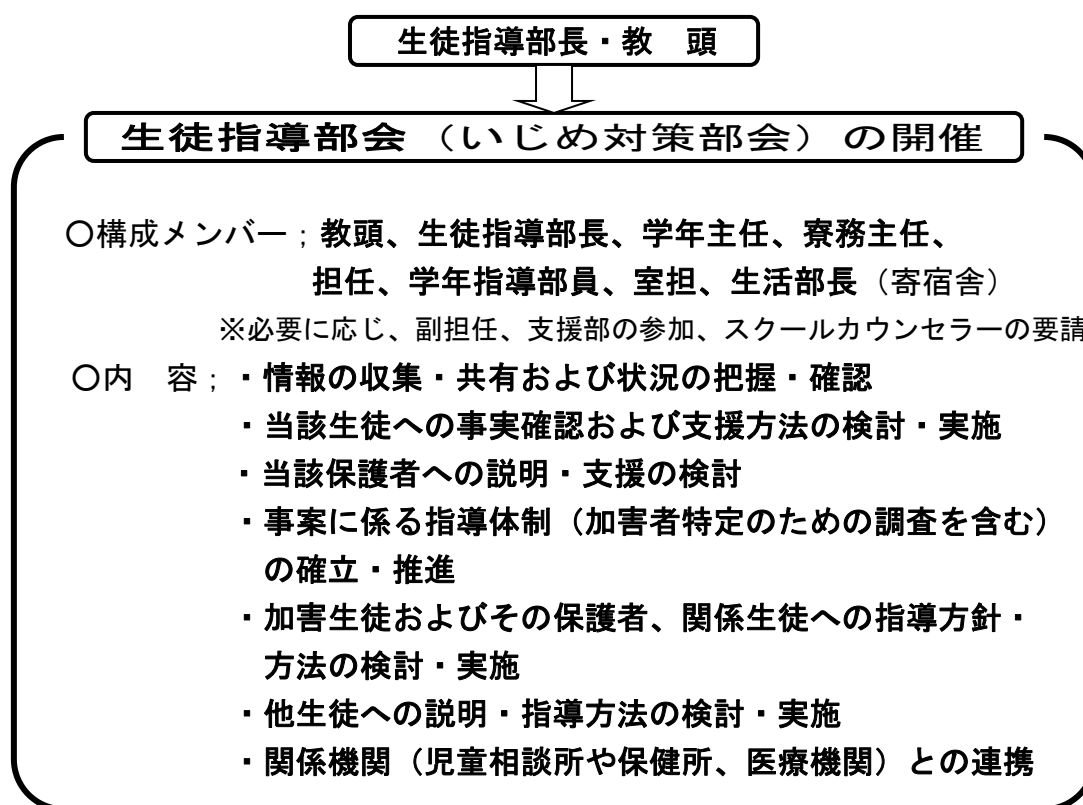 生徒指導部長・教　頭
生徒指導部会（いじめ対策部会）の開催
○構成メンバー；教頭、生徒指導部長、学年主任、寮務主任、
担任、学年指導部員、室担、生活部長（寄宿舎）
※必要に応じ、副担任、支援部の参加、スクールカウンセラーの要請
○内　容；・情報の収集・共有および状況の把握・確認
・当該生徒への事実確認および支援方法の検討・実施
・当該保護者への説明・支援の検討
・事案に係る指導体制（加害者特定のための調査を含む）
の確立・推進
・加害生徒およびその保護者、関係生徒への指導方針・
方法の検討・実施
・他生徒への説明・指導方法の検討・実施
・関係機関（児童相談所や保健所、医療機関）との連携